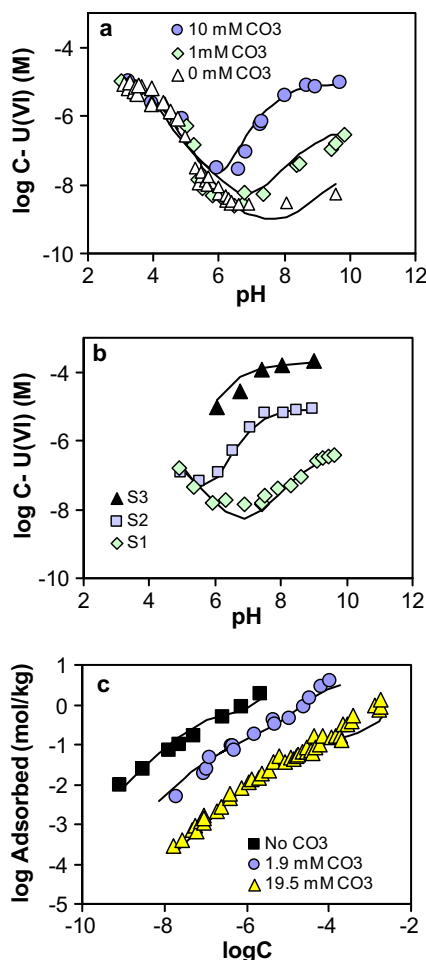 a
10 mM CO3
1mM CO3
0 mM CO3
log C- U(VI) (M)
-4
-6
-8
-10
2 4 6 8 10 12
pH
b
log C- U(VI) (M)
-4
-6
-8
-10
S3
S2
S1
4 6 8 10 12
pH
c
log Adsorbed (mol/kg)
1
0
-1
-2
-3
-4
-5
No CO3
1.9 mM CO3
19.5 mM CO3
-10 -8 -6 -4 -2
logC